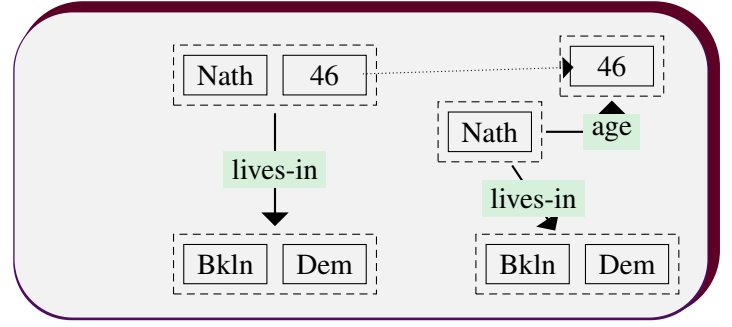 Nath 46
lives-in
Bkln Dem
46
Nath
age
lives-in
Bkln Dem